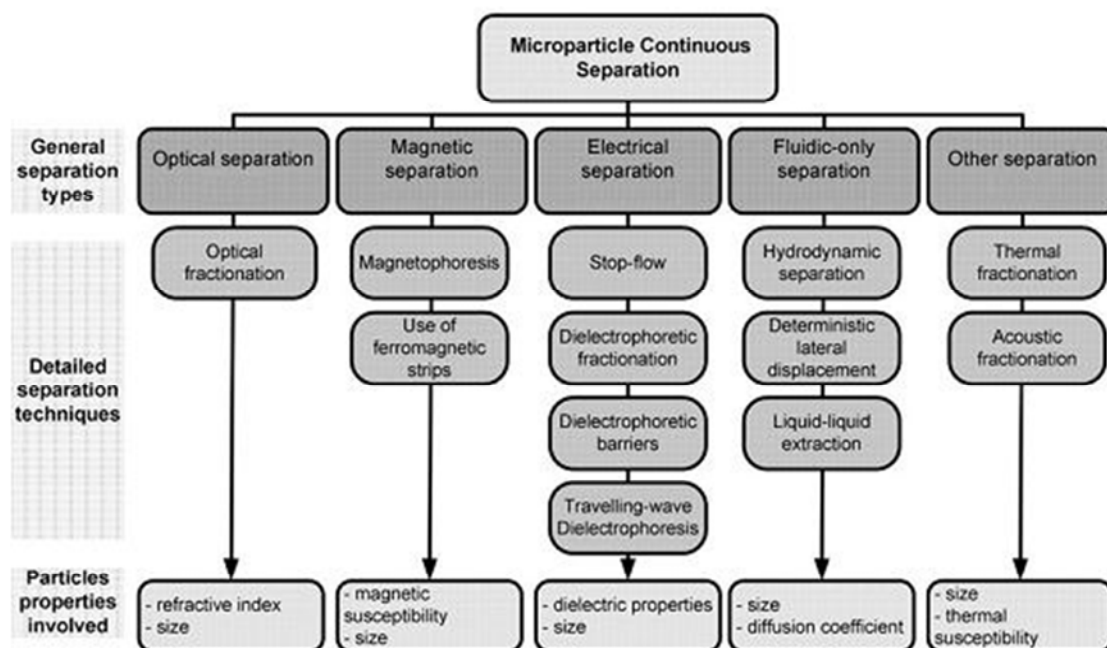 Microparticle Continuous
Separation
General
separation
types
Optical separation
Magnetic
separation
Electrical
separation
Fluidic-only
separation
Other separation
Detailed
separation
techniques
Optical
fractionation
Magnetophoresis
Use of
ferromagnetic
strips
Stop-flow
Dielectrophoretic
fractionation
Dielectrophoretic
barriers
Travelling-wave
Dielectrophoresis
Hydrodynamic
separation
Deterministic
lateral
displacement
Liquid-liquid
extraction
Thermal
fractionation
Acoustic
fractionation
Particles
properties
involved
- refractive index
- size
- magnetic
susceptibility
- size
- dielectric properties
- size
- size
- diffusion coefficient
- size
- thermal
susceptibility